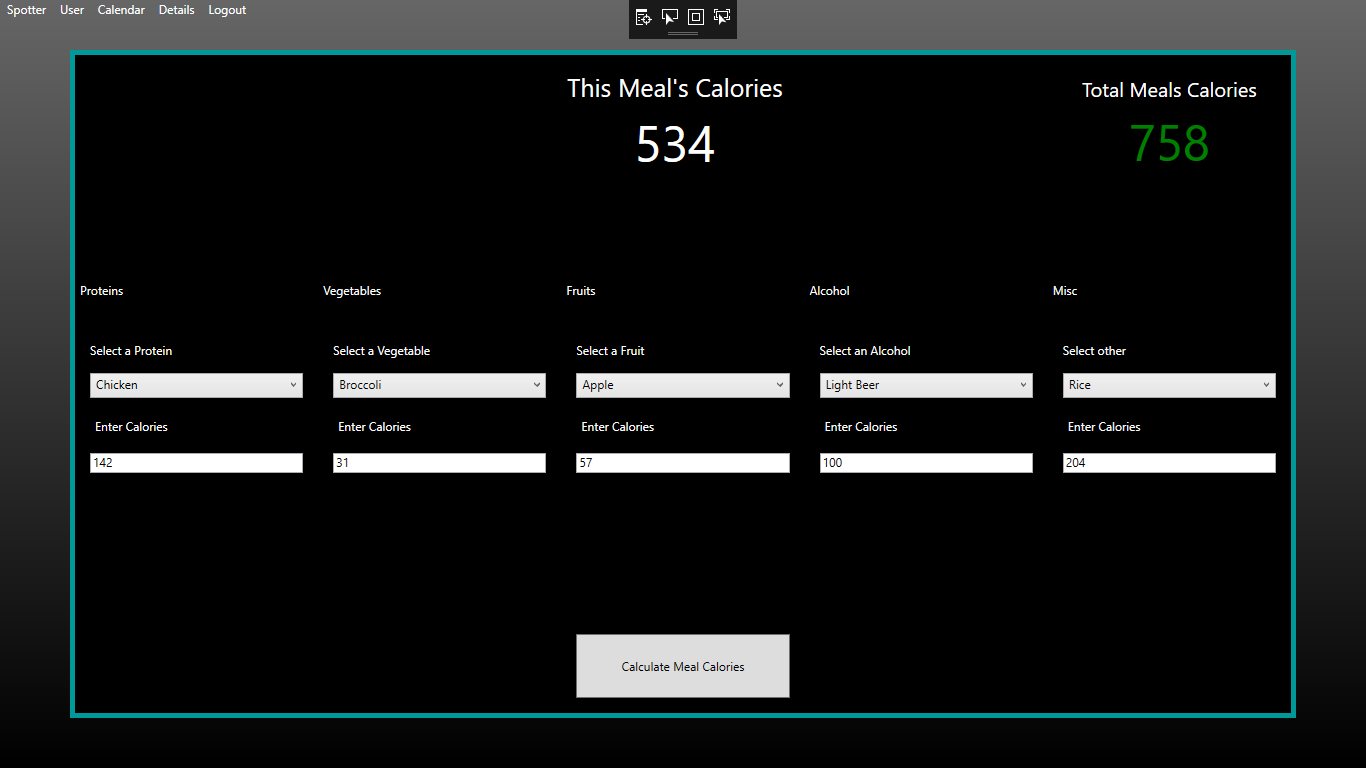 Spotter User Calendar Details Logout
This Meal's Calories
Total Meals Calories
534
758
Proteins Vegetables Fruits Alcohol Misc
Select a Protein Select a Vegetable Select a Fruit Select an Alcohol Select other
Chicken Broccoli Apple Light Beer Rice
Enter Calories Enter Calories Enter Calories Enter Calories Enter Calories
142 31 57 100 204
Calculate Meal Calories